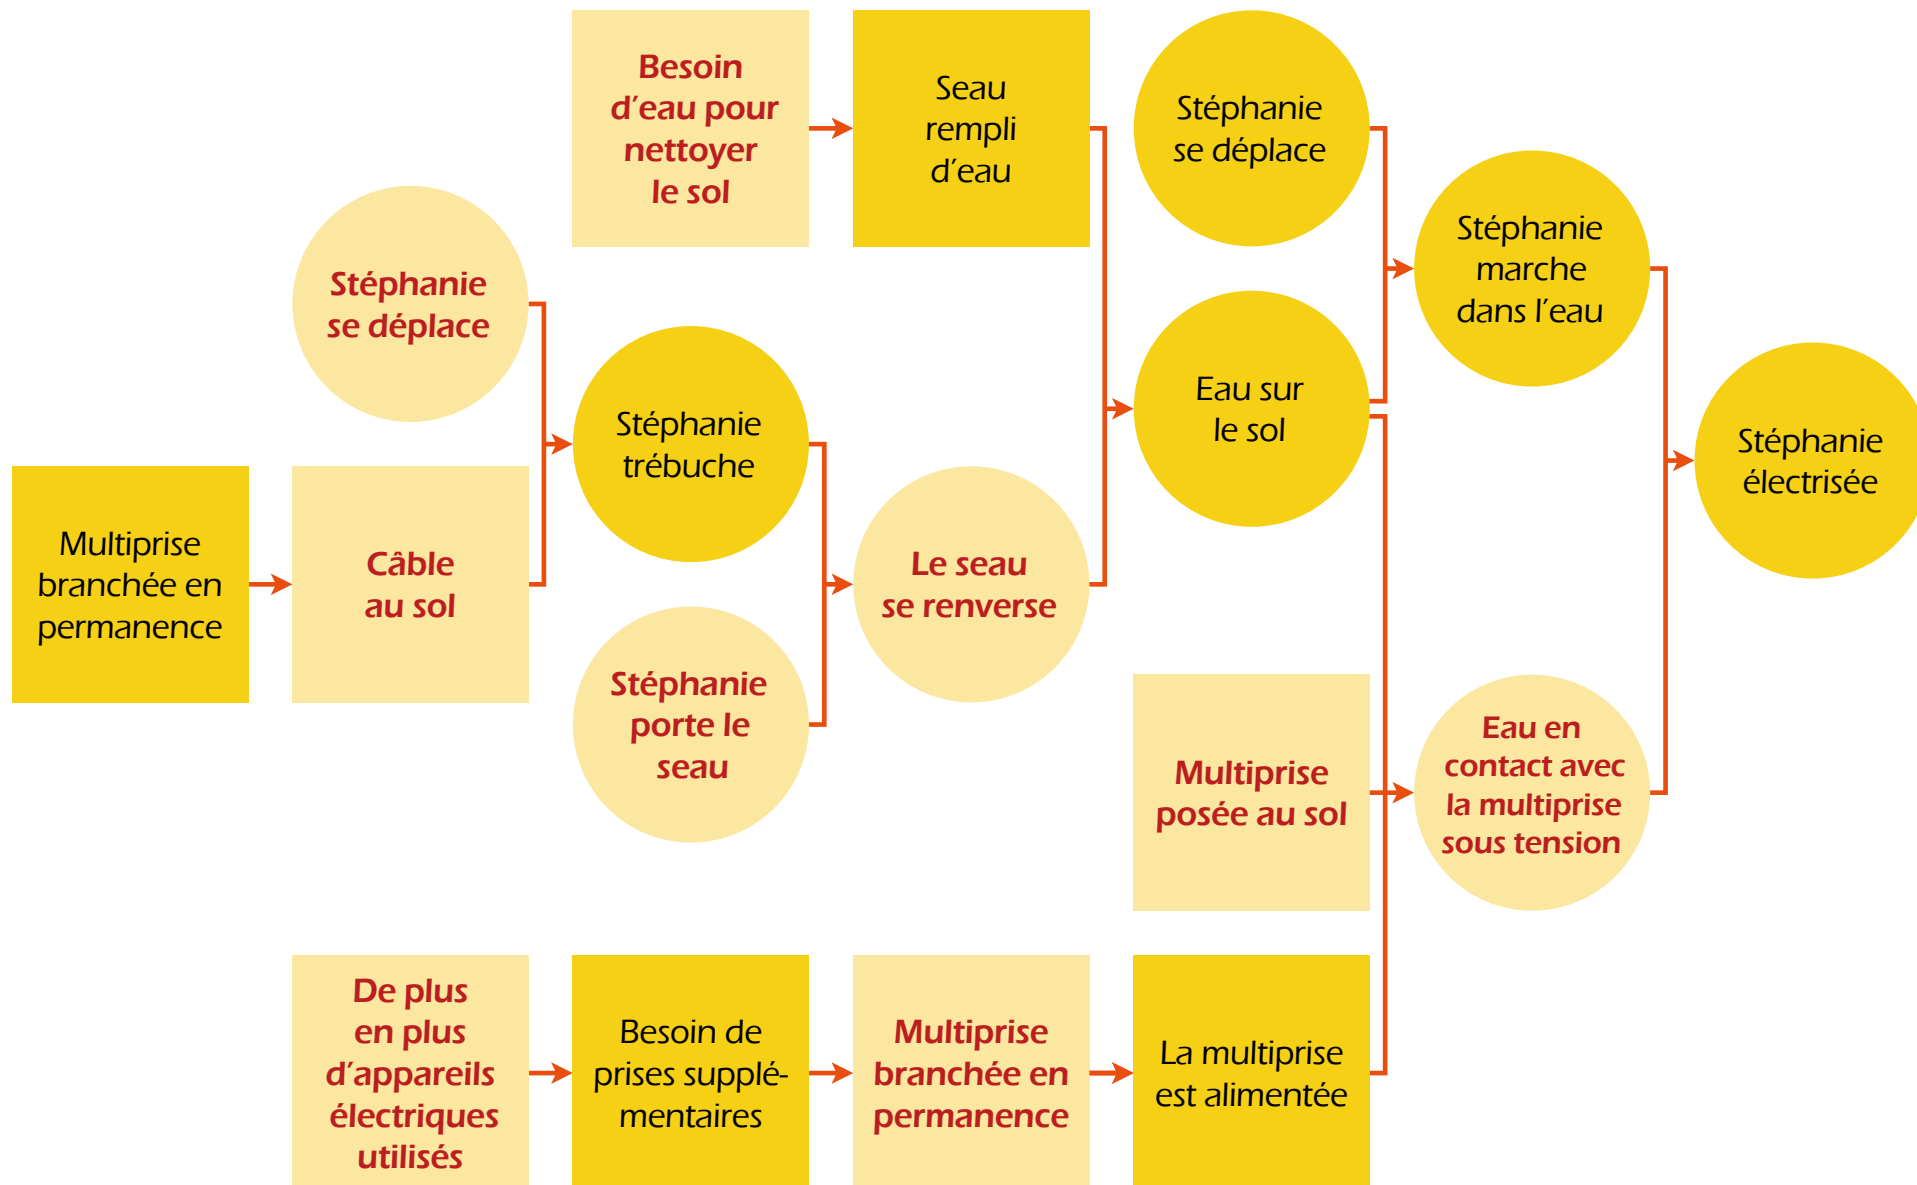 Besoin
d'eau pour
nettoyer
le sol
Seau
rempli
d'eau
Stéphanie
se déplace
Stéphanie
marche
dans l'eau
Stéphanie
se déplace
Stéphanie
trébuche
Eau sur
le sol
Stéphanie
électrisée
Multiprise
branchée en
permanence
Câble
au sol
Le seau
se renverse
Stéphanie
porte le
seau
Multiprise
posée au sol
Eau en
contact avec
la multiprise
sous tension
De plus
en plus
d'appareils
électriques
utilisés
Besoin de
prises supplé-
mentaires
Multiprise
branchée en
permanence
La multiprise
est alimentée